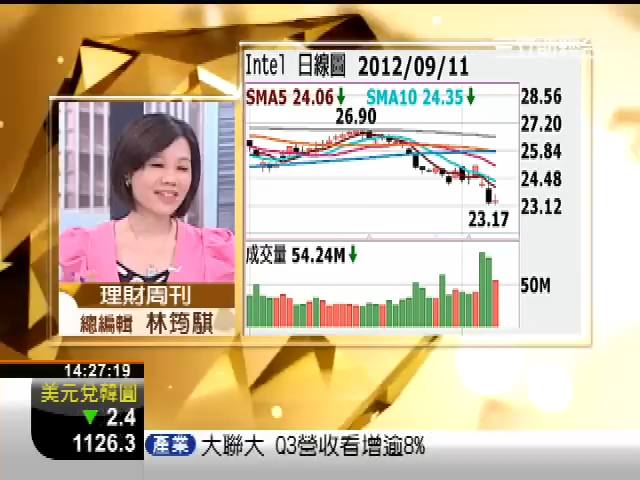 Intel 日線圖 2012/09/11
SMA5 24.06↓ SMA10 24.35↓
28.56
26.90
27.20
25.84
24.48
23.12
23.17
成交量 54.24M↓
50M
理財周刊
總編輯 林筠騏
14:27:19
美元兌韓圜
▼ 2.4
1126.3
產業 大聯大 Q3營收看增逾8%